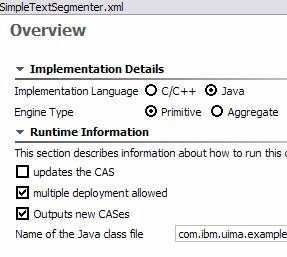 SimpleTextSegmenter.xml
Overview
Implementation Details
Implementation Language C/C++ Java
Engine Type Primitive Aggregate
Runtime Information
This section describes information about how to run this
updates the CAS
multiple deployment allowed
Outputs new CASes
Name of the Java class file com.ibm.uima.example